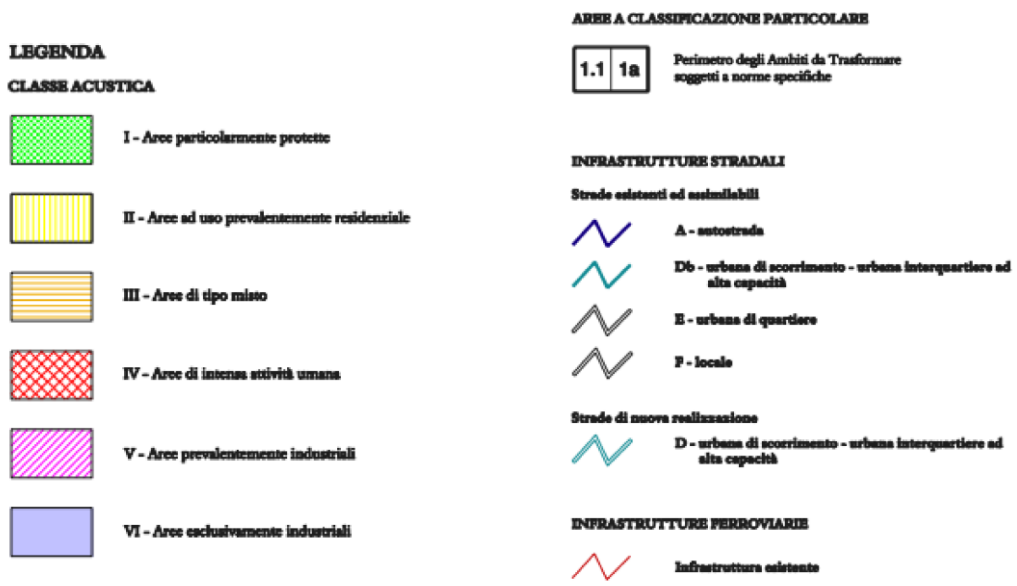 LEGENDA
CLASSE ACUSTICA
I - Aree particolarmente protette
II - Aree ad uso prevalentemente residenziale
III - Aree di tipo misto
IV - Aree di intensa attività umana
V - Aree prevalentemente industriali
VI - Aree esclusivamente industriali
AREE A CLASSIFICAZIONE PARTICOLARE
1.1 1a
Perimetro degli Ambiti da Trasformare
soggetti a norme specifiche
INFRASTRUTTURE STRADALI
Strade esistenti ed assimilabili
A - autostrada
Db - urbana di scorrimento - urbana interquartiere ad
alta capacità
E - urbana di quartiere
F - locale
Strade di nuova realizzazione
D - urbana di scorrimento - urbana interquartiere ad
alta capacità
INFRASTRUTTURE FERROVIARIE
Infrastruttura esistente